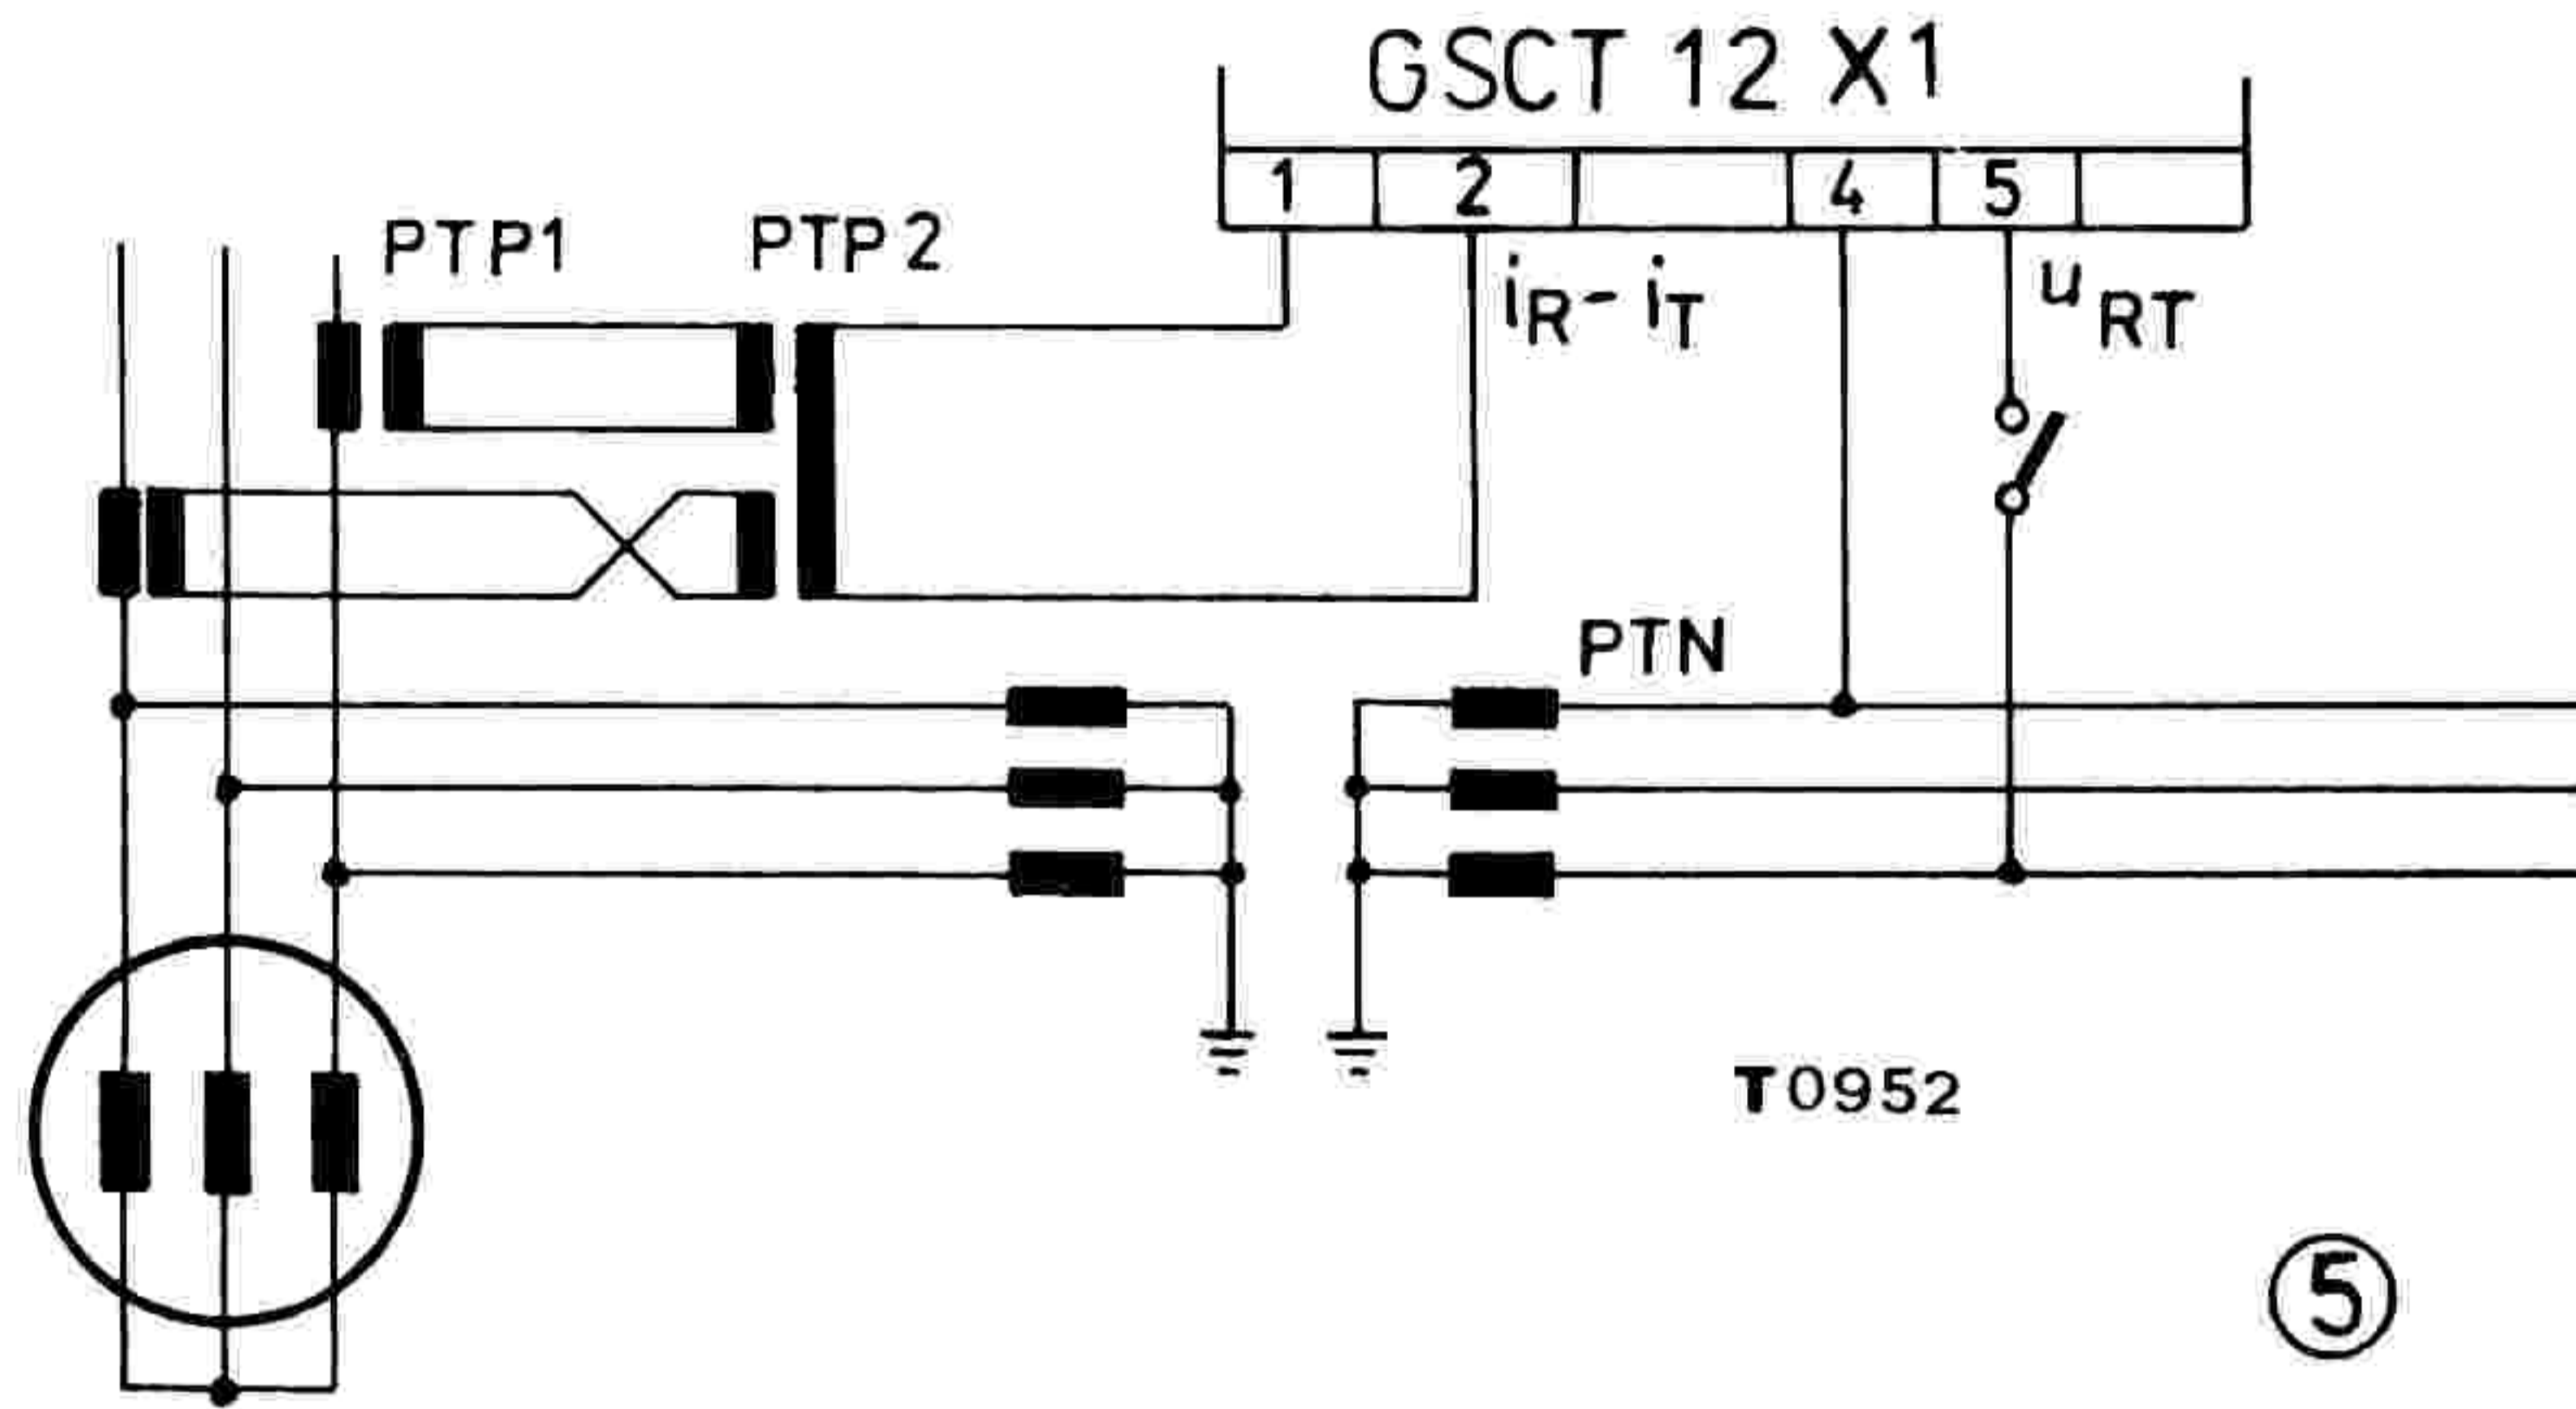 GSCT 12 X1
1 2 4 5
PTP1 PTP2
iR- iT
uRT
PTN
T0952
5